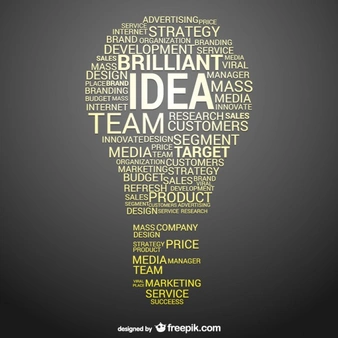 ADVERTISING PRICE
INTERNET STRATEGY
BRAND ORGANIZATION BRANDING
DEVELOPMENT SERVICE
SALES BRILLIANT MEDIA VIRAL
MASS DESIGN MANAGER
PLACE BRAND IDEA MASS
BRANDING MEDIA
BUDGET MASS INNOVATE
INTERNET TEAM RESEARCH SALES
CUSTOMERS
INNOVATE DESIGN SEGMENT
MEDIA PRICE TEAM TARGET
ORGANIZATION CUSTOMERS
MARKETING STRATEGY
BUDGET SALES BRAND VIRAL
REFRESH DEVELOPMENT
SALES PRODUCT
SEGMENT CUSTOMERS ADVERTISING
DESIGN SERVICE RESEARCH
MASS COMPANY
DESIGN
STRATEGY PRICE
PRODUCT
MEDIA MANAGER
TEAM
VIRAL MARKETING
PLACE
SERVICE
SUCCEESS
designed by freepik.com